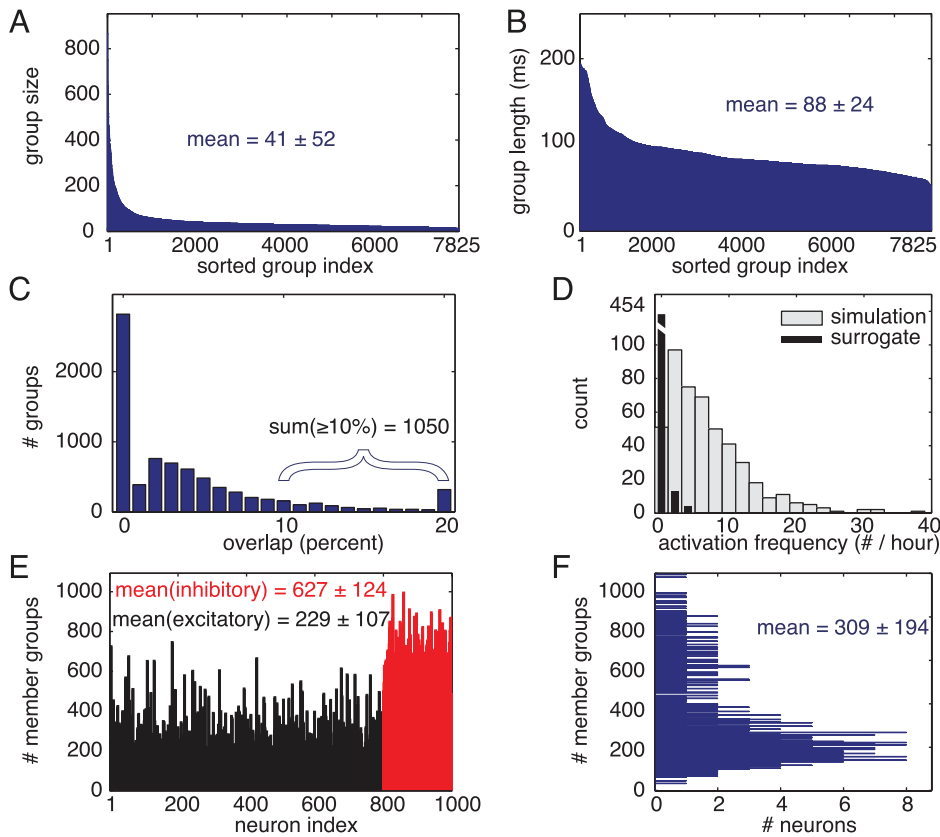 A
group size
800
600
400
200
0
mean = 41 ± 52
1 2000 4000 6000 7825
sorted group index
B
group length (ms)
200
100
0
mean = 88 ± 24
1 2000 4000 6000 7825
sorted group index
C
# groups
2000
1000
0
sum(≥10%) = 1050
0 10 20
overlap (percent)
D
count
454
100
80
60
40
20
0
simulation
surrogate
0 10 20 30 40
activation frequency (# / hour)
E
# member groups
1000
800
600
400
200
0
mean(inhibitory) = 627 ± 124
mean(excitatory) = 229 ± 107
1 200 400 600 800 1000
neuron index
F
# member groups
1000
800
600
400
200
0
mean = 309 ± 194
0 2 4 6 8
# neurons